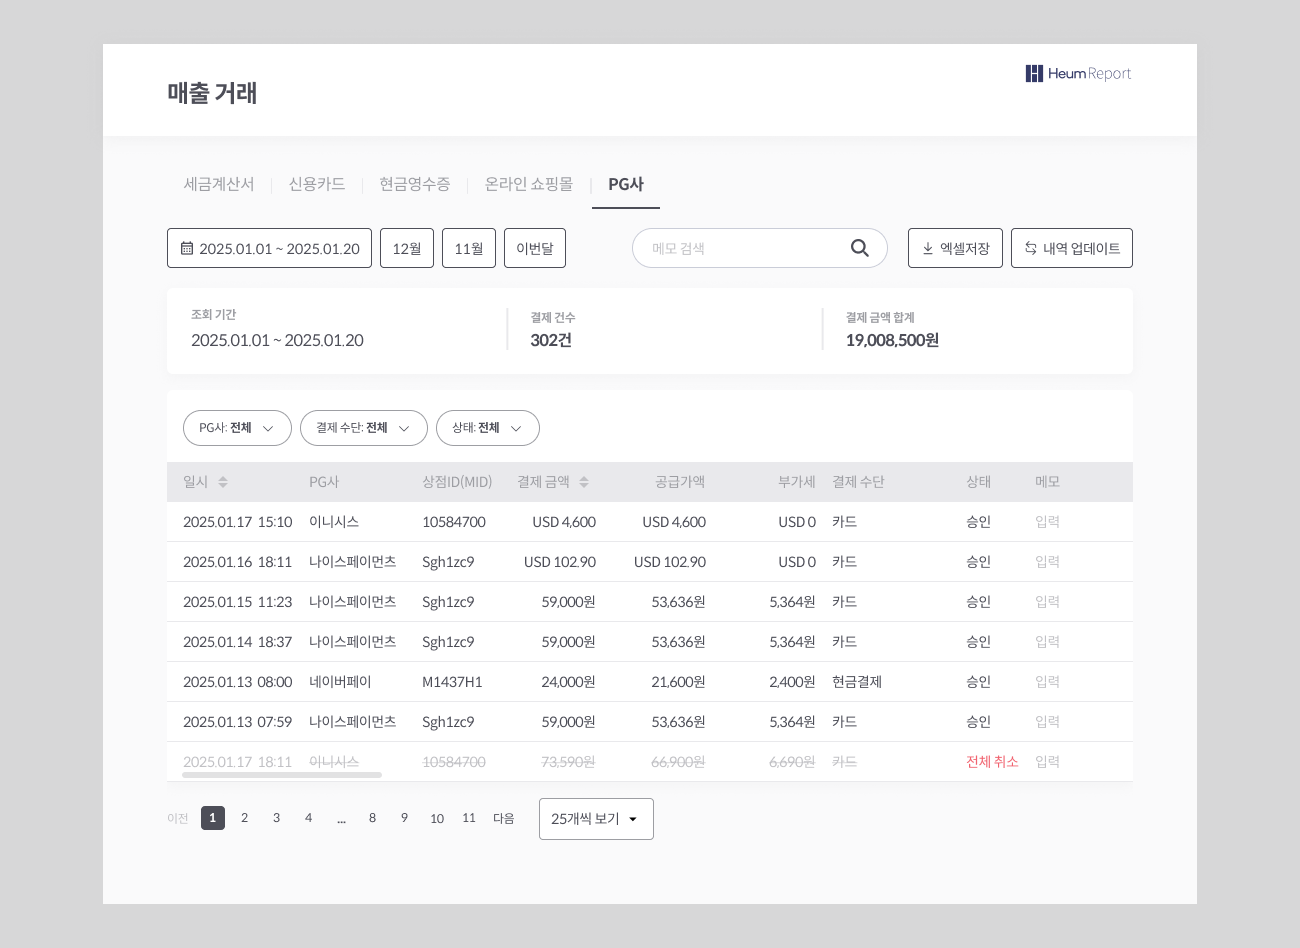 매출 거래
Heum Report
세금계산서 신용카드 현금영수증 온라인 쇼핑몰 PG사
2025.01.01 ~ 2025.01.20 12월 11월 이번달 메모 검색 엑셀저장 내역 업데이트
조회 기간 결제 건수 결제 금액 합계
2025.01.01 ~ 2025.01.20 302건 19,008,500원
PG사: 전체 결제 수단: 전체 상태: 전체
일시 PG사 상점ID(MID) 결제 금액 공급가액 부가세 결제 수단 상태 메모
2025.01.17 15:10 이니시스 10584700 USD 4,600 USD 4,600 USD 0 카드 승인 입력
2025.01.16 18:11 나이스페이먼츠 Sgh1zc9 USD 102.90 USD 102.90 USD 0 카드 승인 입력
2025.01.15 11:23 나이스페이먼츠 Sgh1zc9 59,000원 53,636원 5,364원 카드 승인 입력
2025.01.14 18:37 나이스페이먼츠 Sgh1zc9 59,000원 53,636원 5,364원 카드 승인 입력
2025.01.13 08:00 네이버페이 M1437H1 24,000원 21,600원 2,400원 현금결제 승인 입력
2025.01.13 07:59 나이스페이먼츠 Sgh1zc9 59,000원 53,636원 5,364원 카드 승인 입력
2025.01.17 18:11 이니시스 10584700 73,590원 66,900원 6,690원 카드 전체 취소 입력
이전 1 2 3 4 ... 8 9 10 11 다음 25개씩 보기